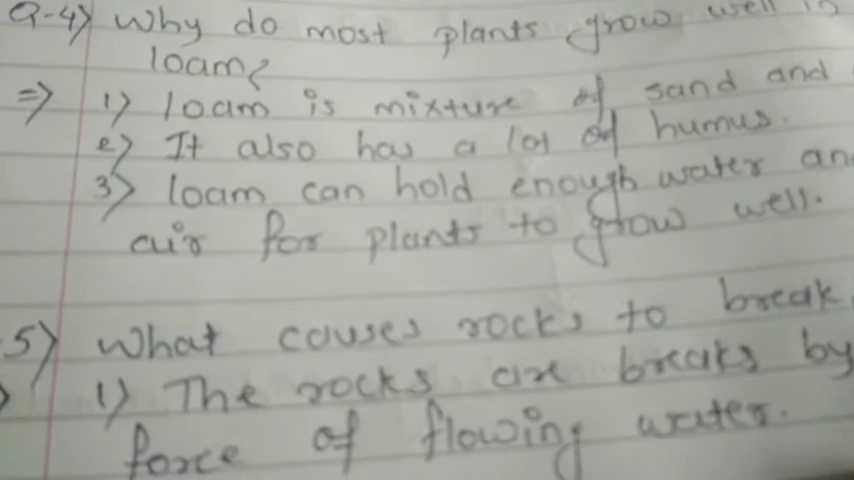 Q-4) Why do most plants grow well in
loam?
=> 1) loam is mixture of sand and
2) It also has a lot of humus.
3) loam can hold enough water an
air for plants to grow well.
5) What causes rocks to break
1) The rocks are breaks by
force of flowing water.